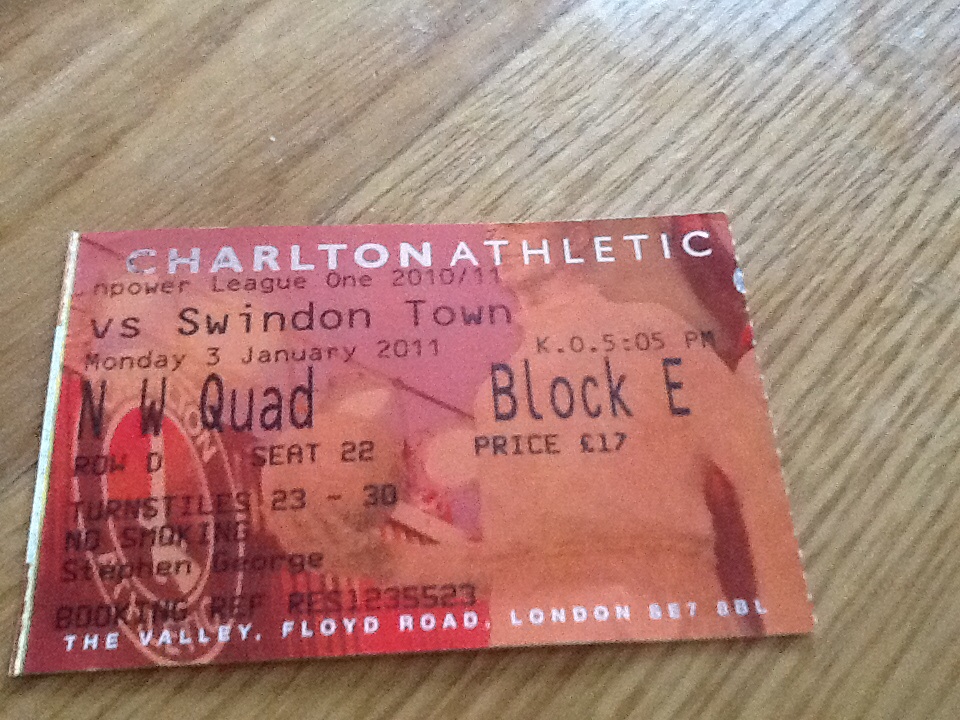 CHARLTON ATHLETIC
npower League One 2010/11
vs Swindon Town
Monday 3 January 2011 K.O.5:05 PM
N W Quad Block E
ROW D SEAT 22 PRICE £17
TURNSTILES 23 - 30
NO SMOKING
Stephen George
BOOKING REF RES1235523
THE VALLEY, FLOYD ROAD, LONDON SE7 8BL